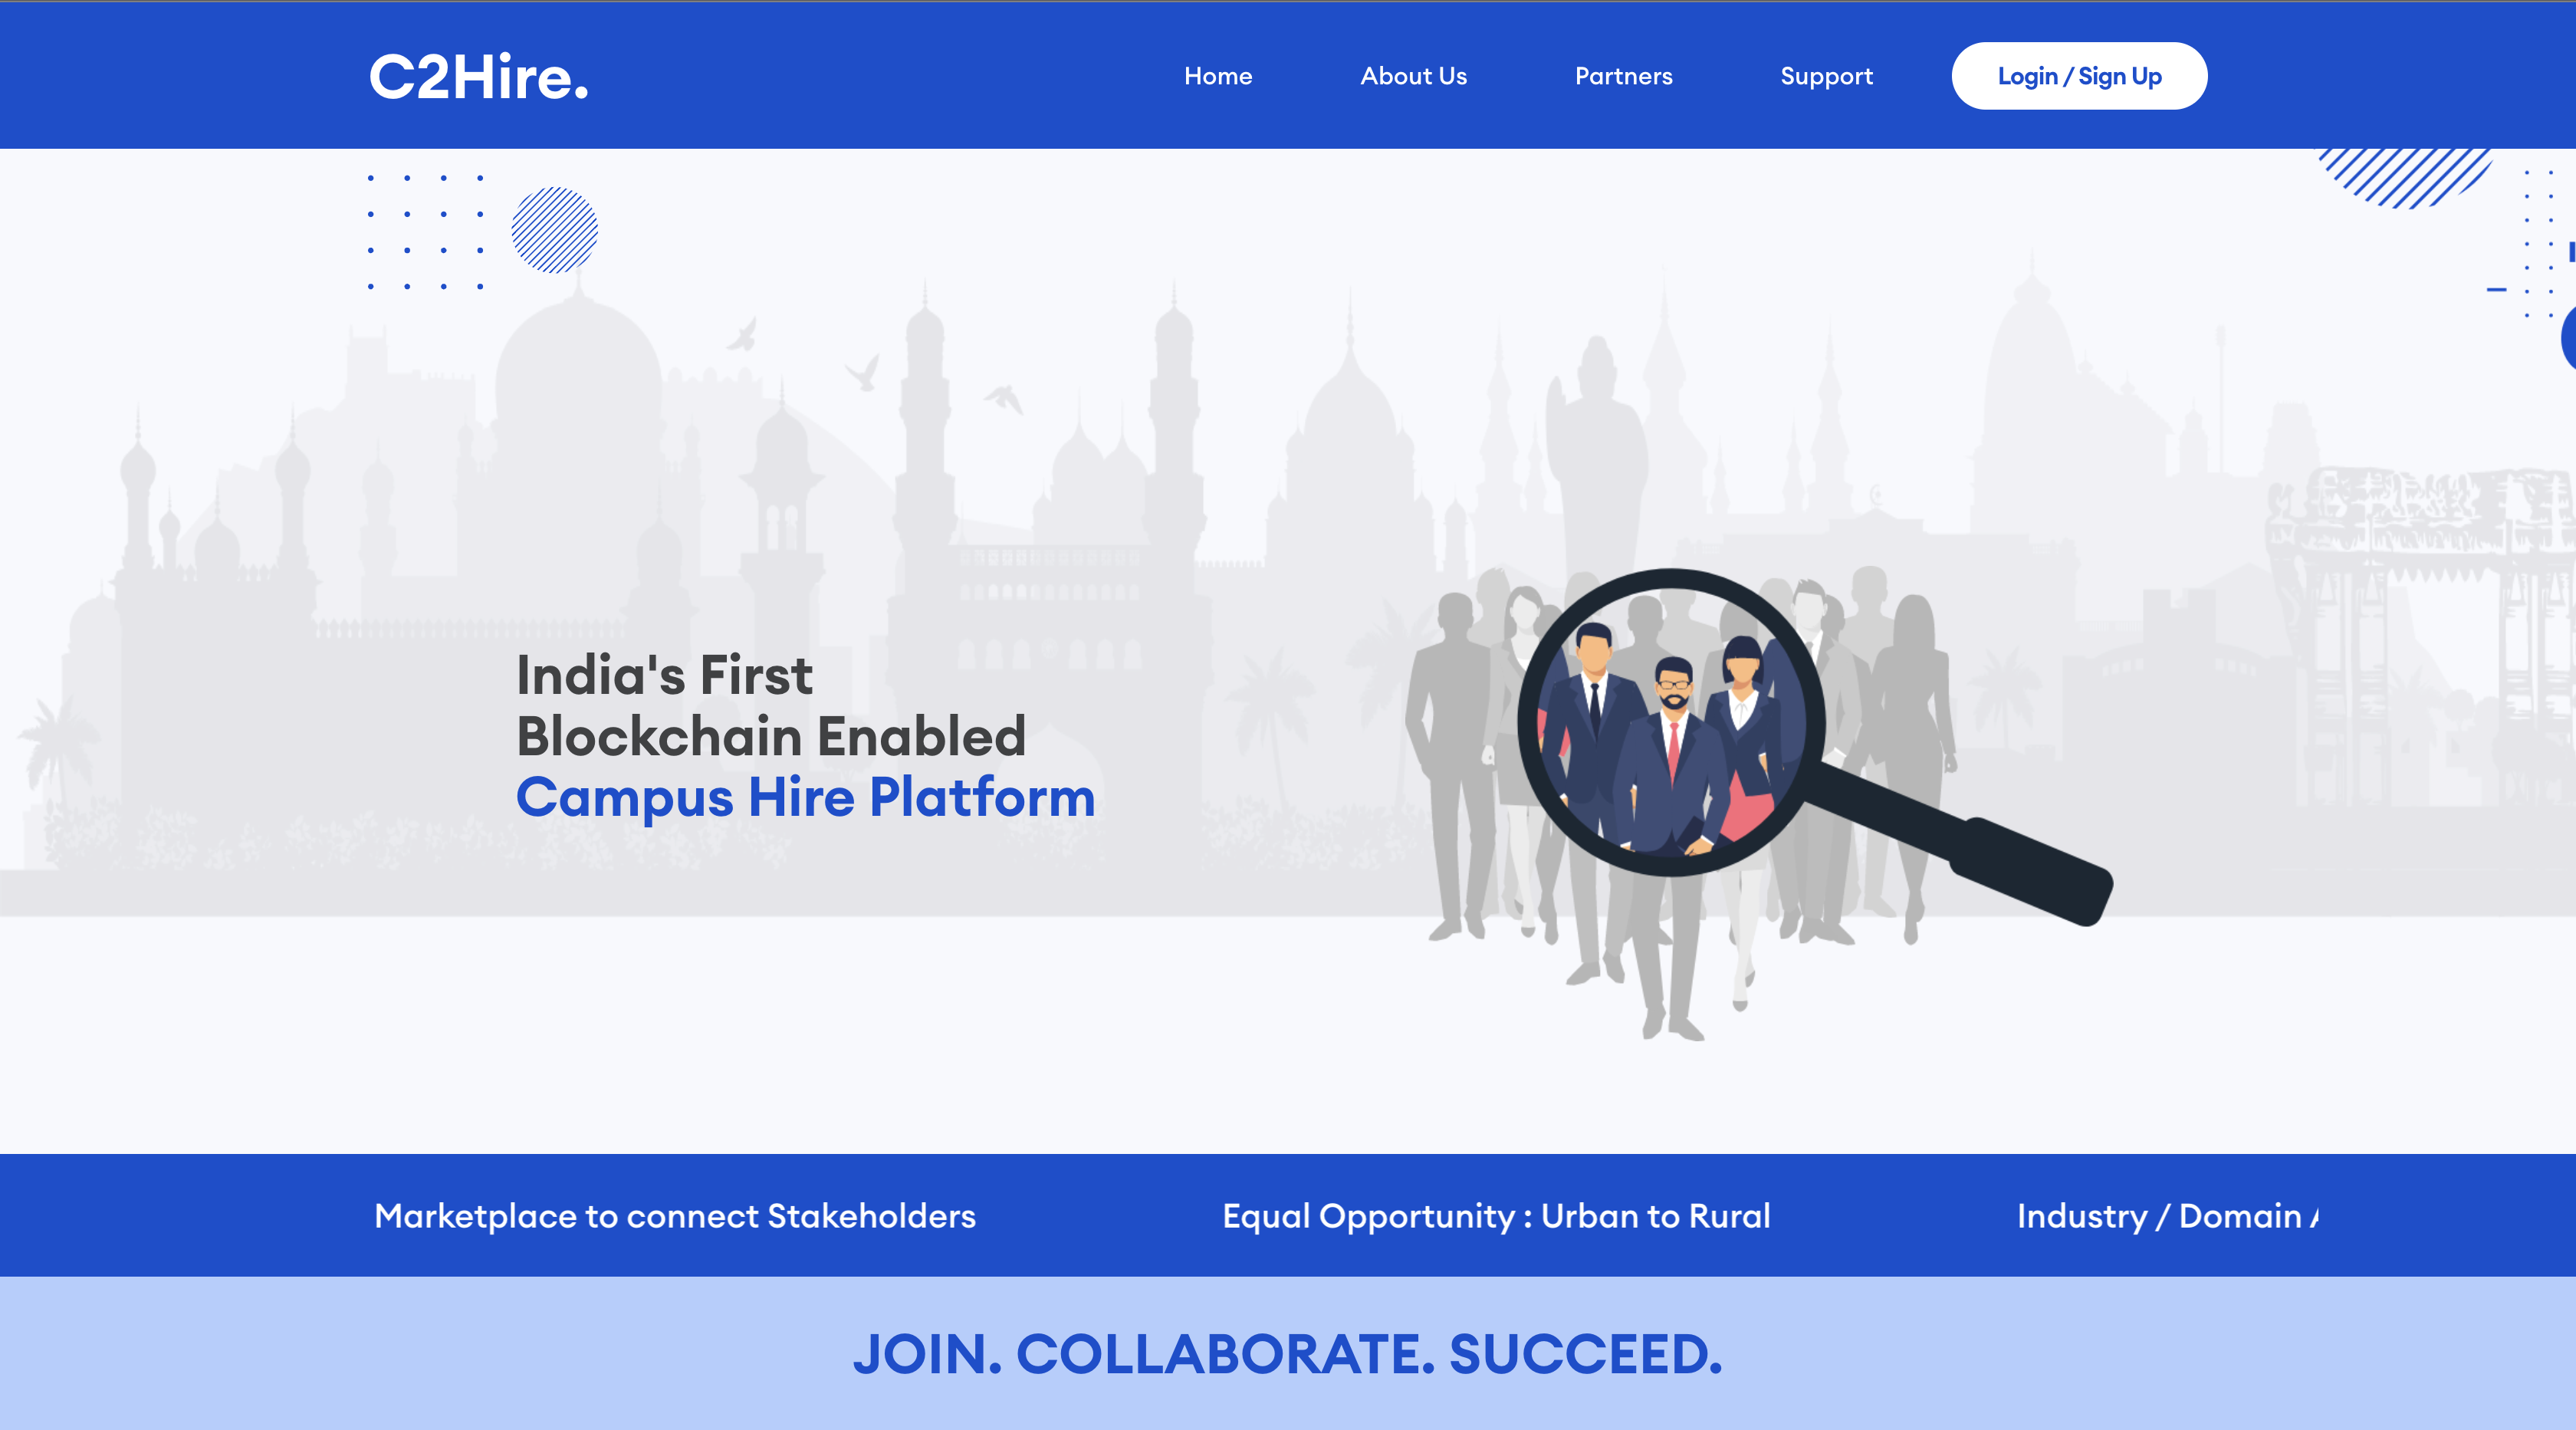 C2Hire.
Home
About Us
Partners
Support
Login / Sign Up
India's First
Blockchain Enabled
Campus Hire Platform
Marketplace to connect Stakeholders
Equal Opportunity : Urban to Rural
Industry / Domain
JOIN. COLLABORATE. SUCCEED.